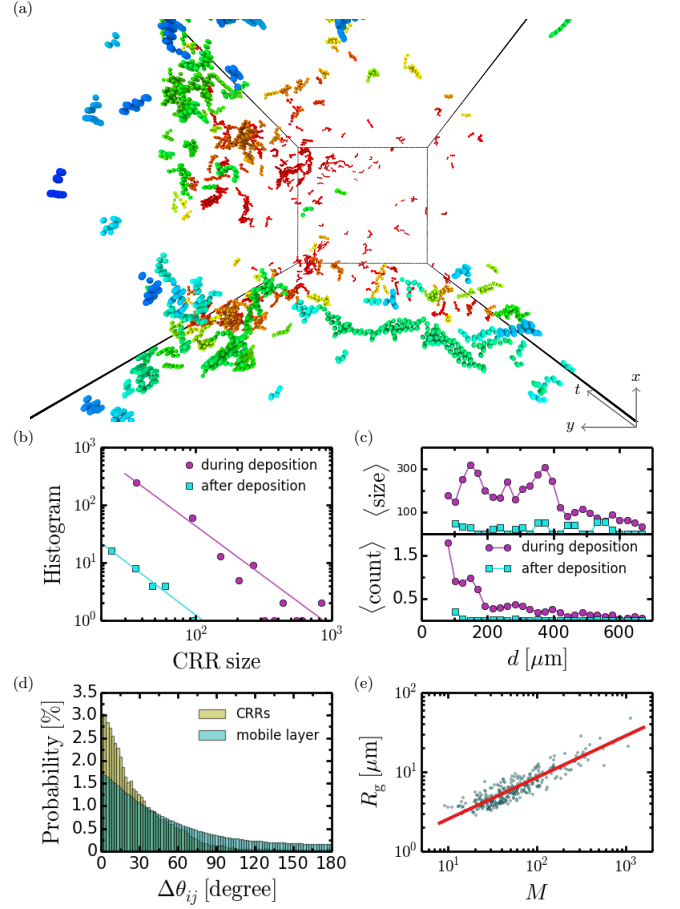 (a)
x
t
y
(b)
(c)
10³
10²
10¹
10⁰
Histogram
during deposition
after deposition
10²
10³
CRR size
⟨size⟩
300
100
⟨count⟩
1.5
0.5
during deposition
after deposition
0
200
400
600
d [μm]
(d)
(e)
3.5
3.0
2.5
2.0
1.5
1.0
0.5
0
Probability [%]
CRRs
mobile layer
0
30
60
90
120
150
180
Δθij [degree]
10²
10¹
10⁰
Rg [μm]
10¹
10²
10³
M